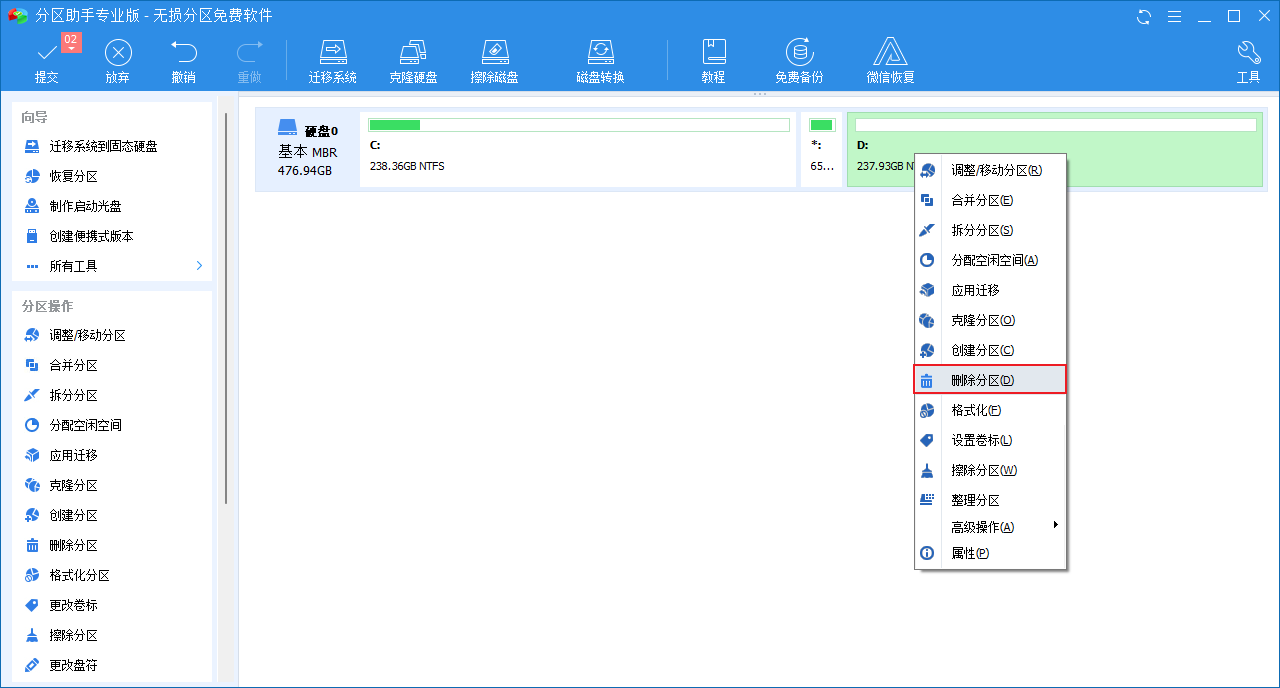 分区助手专业版 - 无损分区免费软件
提交
02
放弃
撤销
重做
迁移系统
克隆硬盘
擦除磁盘
磁盘转换
教程
免费备份
微信恢复
工具
向导
迁移系统到固态硬盘
恢复分区
制作启动光盘
创建便携式版本
所有工具
分区操作
调整/移动分区
合并分区
拆分分区
分配空闲空间
应用迁移
克隆分区
创建分区
删除分区
格式化分区
更改卷标
擦除分区
更改盘符
硬盘0
基本 MBR
476.94GB
C:
238.36GB NTFS
*:
65...
D:
237.93GB N
调整/移动分区(R)
合并分区(E)
拆分分区(S)
分配空闲空间(A)
应用迁移
克隆分区(O)
创建分区(C)
删除分区(D)
格式化(F)
设置卷标(L)
擦除分区(W)
整理分区
高级操作(A)
属性(P)